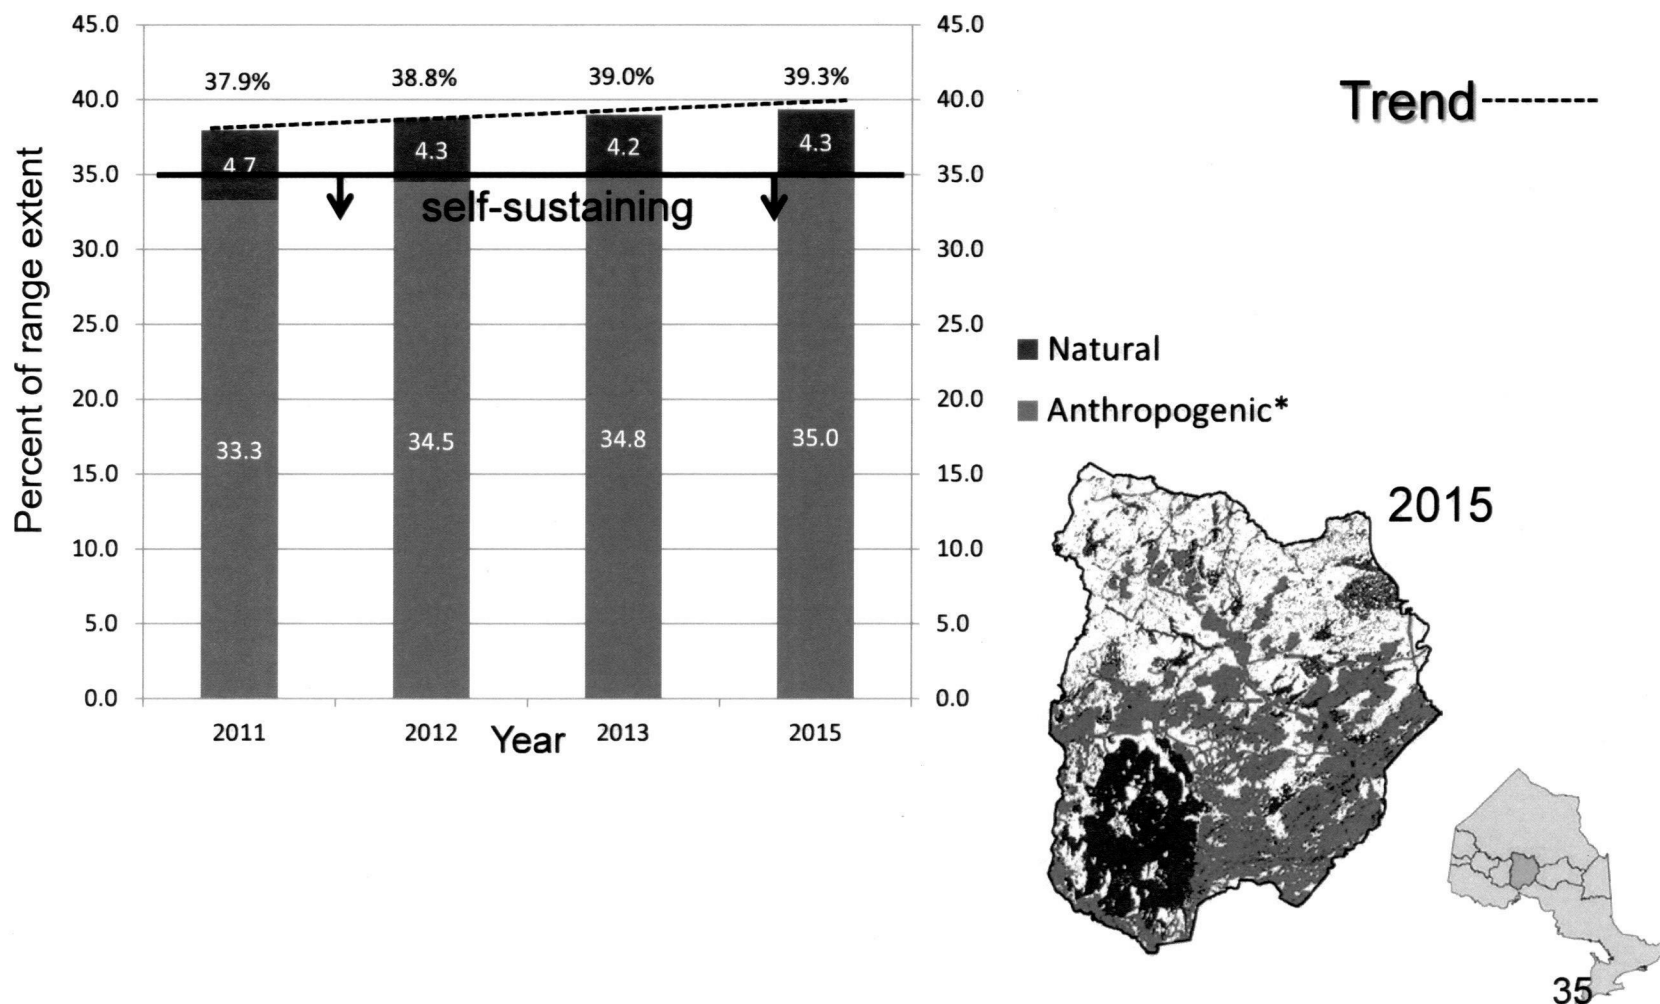 45.0 45.0
37.9% 38.8% 39.0% 39.3%
40.0 40.0
Trend
4.7 4.3 4.2 4.3
35.0 35.0
self-sustaining
30.0 30.0
25.0 25.0
20.0 20.0
33.3 34.5 34.8 35.0
15.0 15.0
10.0 10.0
5.0 5.0
0.0 0.0
2011 2012 2013 2015
Year
Percent of range extent
Natural
Anthropogenic*
2015
35